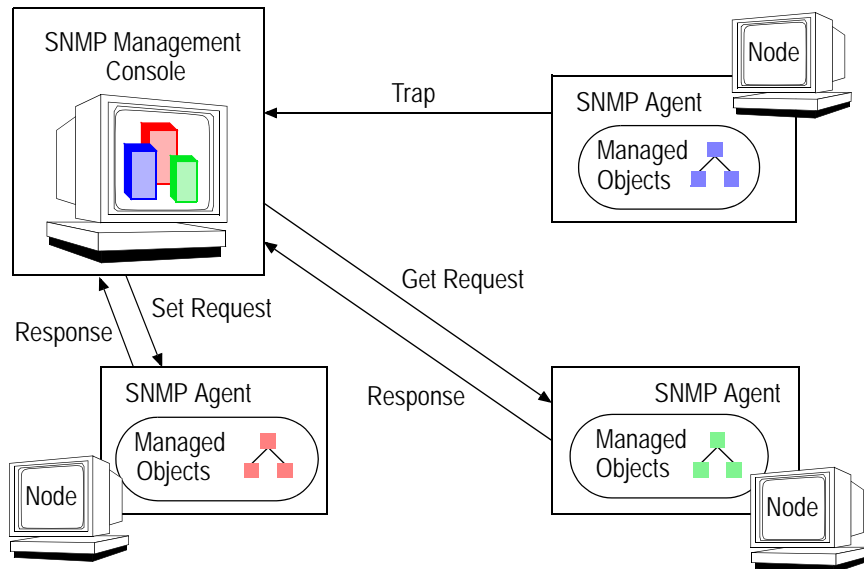 SNMP Management
Console
Node
Trap
SNMP Agent
Managed
Objects
Get Request
Set Request
Response
Response
SNMP Agent
Managed
Objects
Node
SNMP Agent
Managed
Objects
Node